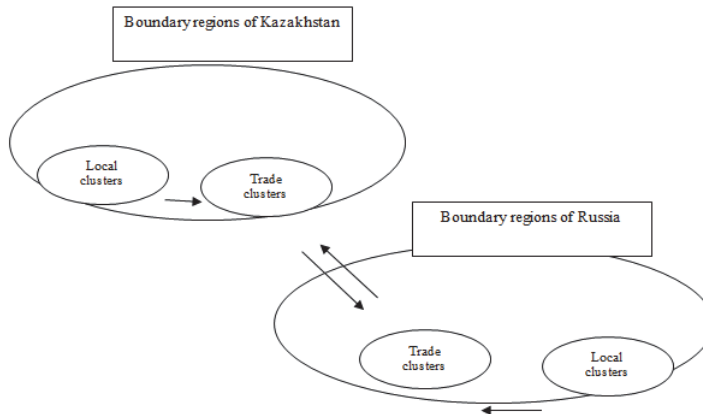 Boundary regions of Kazakhstan
Local
clusters
Trade
clusters
Boundary regions of Russia
Trade
clusters
Local
clusters